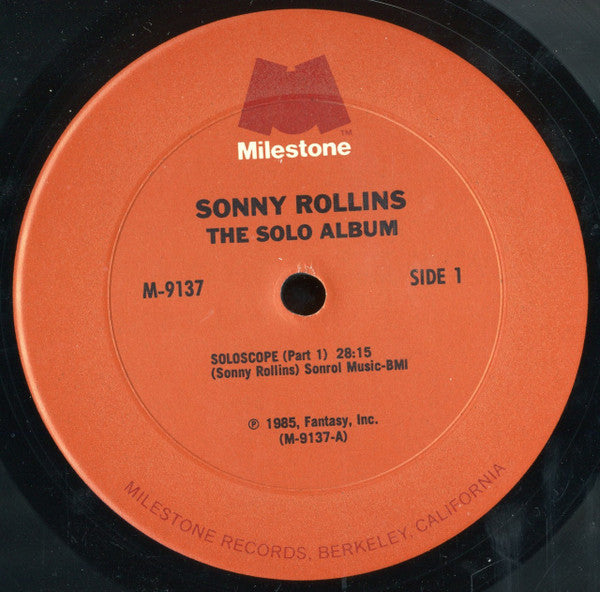 ™
Milestone
SONNY ROLLINS
THE SOLO ALBUM
M-9137
SIDE 1
SOLOSCOPE (Part 1) 28:15
(Sonny Rollins) Sonrol Music-BMI
℗ 1985, Fantasy, Inc.
(M-9137-A)
MILESTONE RECORDS, BERKELEY, CALIFORNIA